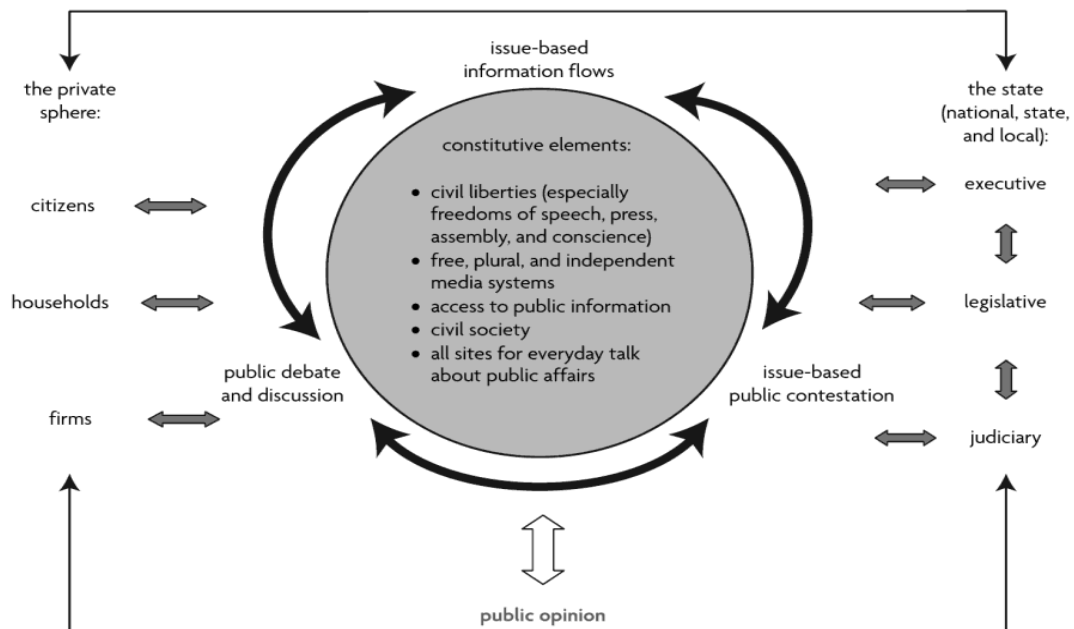 issue-based
information flows
the private
sphere:
citizens
households
firms
constitutive elements:
• civil liberties (especially
freedoms of speech, press,
assembly, and conscience)
• free, plural, and independent
media systems
• access to public information
• civil society
• all sites for everyday talk
about public affairs
public debate
and discussion
issue-based
public contestation
the state
(national, state,
and local):
executive
legislative
judiciary
public opinion